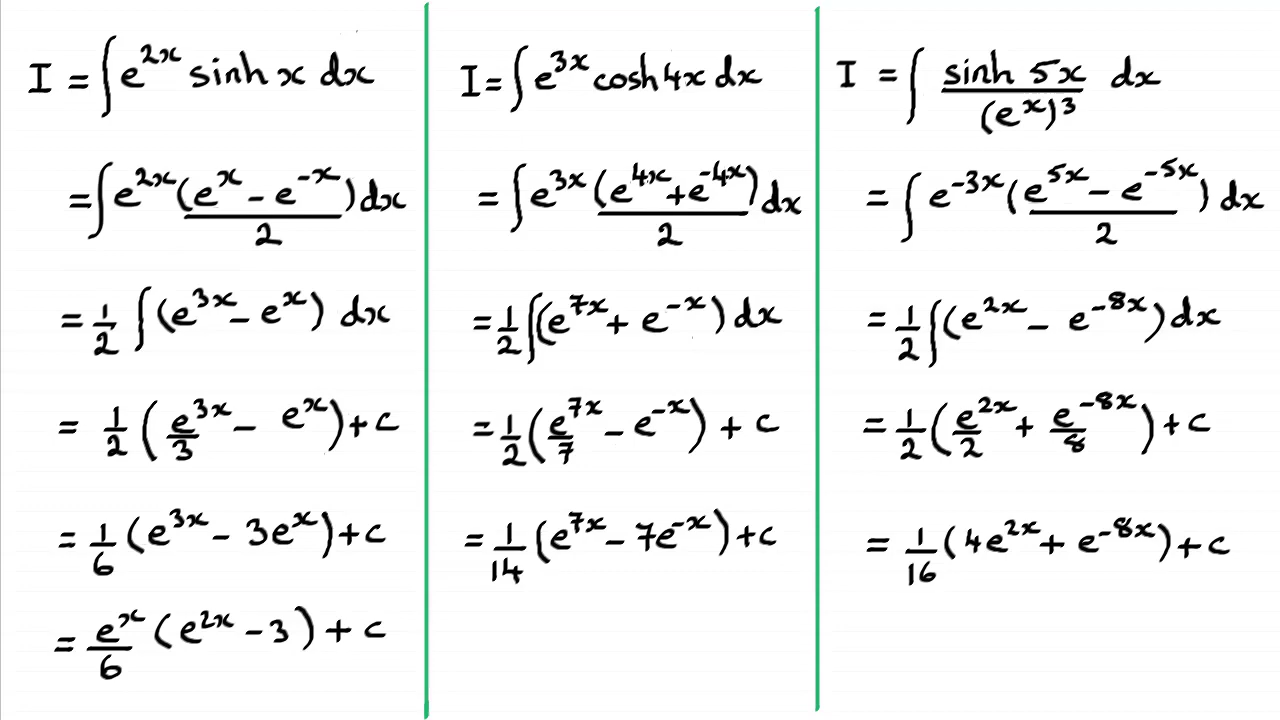 I = ∫ e^{2x} sinh x dx
= ∫ e^{2x} (e^x - e^{-x})/2 dx
= 1/2 ∫ (e^{3x} - e^x) dx
= 1/2 (e^{3x}/3 - e^x) + c
= 1/6 (e^{3x} - 3e^x) + c
= e^x/6 (e^{2x} - 3) + c
I = ∫ e^{3x} cosh 4x dx
= ∫ e^{3x} (e^{4x} + e^{-4x})/2 dx
= 1/2 ∫ (e^{7x} + e^{-x}) dx
= 1/2 (e^{7x}/7 - e^{-x}) + c
= 1/14 (e^{7x} - 7e^{-x}) + c
I = ∫ sinh 5x/(e^x)^3 dx
= ∫ e^{-3x} (e^{5x} - e^{-5x})/2 dx
= 1/2 ∫ (e^{2x} - e^{-8x}) dx
= 1/2 (e^{2x}/2 + e^{-8x}/8) + c
= 1/16 (4e^{2x} + e^{-8x}) + c